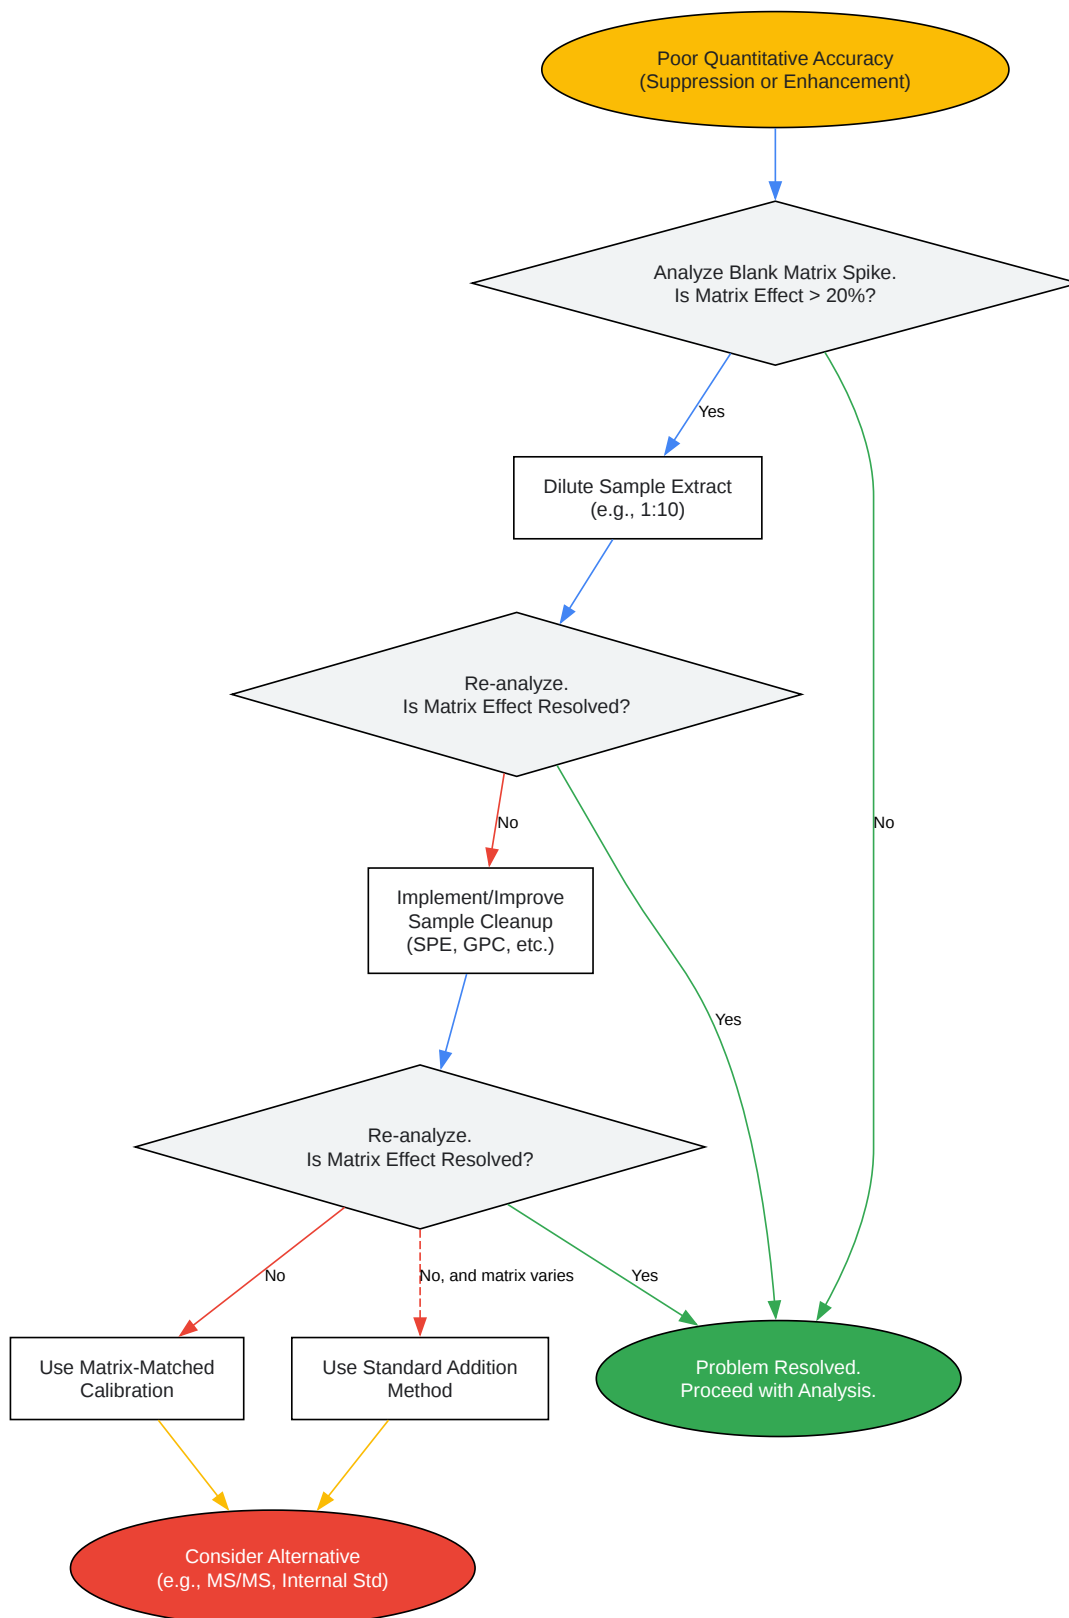 Poor Quantitative Accuracy
(Suppression or Enhancement)
Analyze Blank Matrix Spike.
Is Matrix Effect > 20%?
Yes
Dilute Sample Extract
(e.g., 1:10)
Re-analyze.
Is Matrix Effect Resolved?
No
No
Implement/Improve
Sample Cleanup
(SPE, GPC, etc.)
Yes
Re-analyze.
Is Matrix Effect Resolved?
No
No, and matrix varies
Yes
Use Matrix-Matched
Calibration
Use Standard Addition
Method
Problem Resolved.
Proceed with Analysis.
Consider Alternative
(e.g., MS/MS, Internal Std)